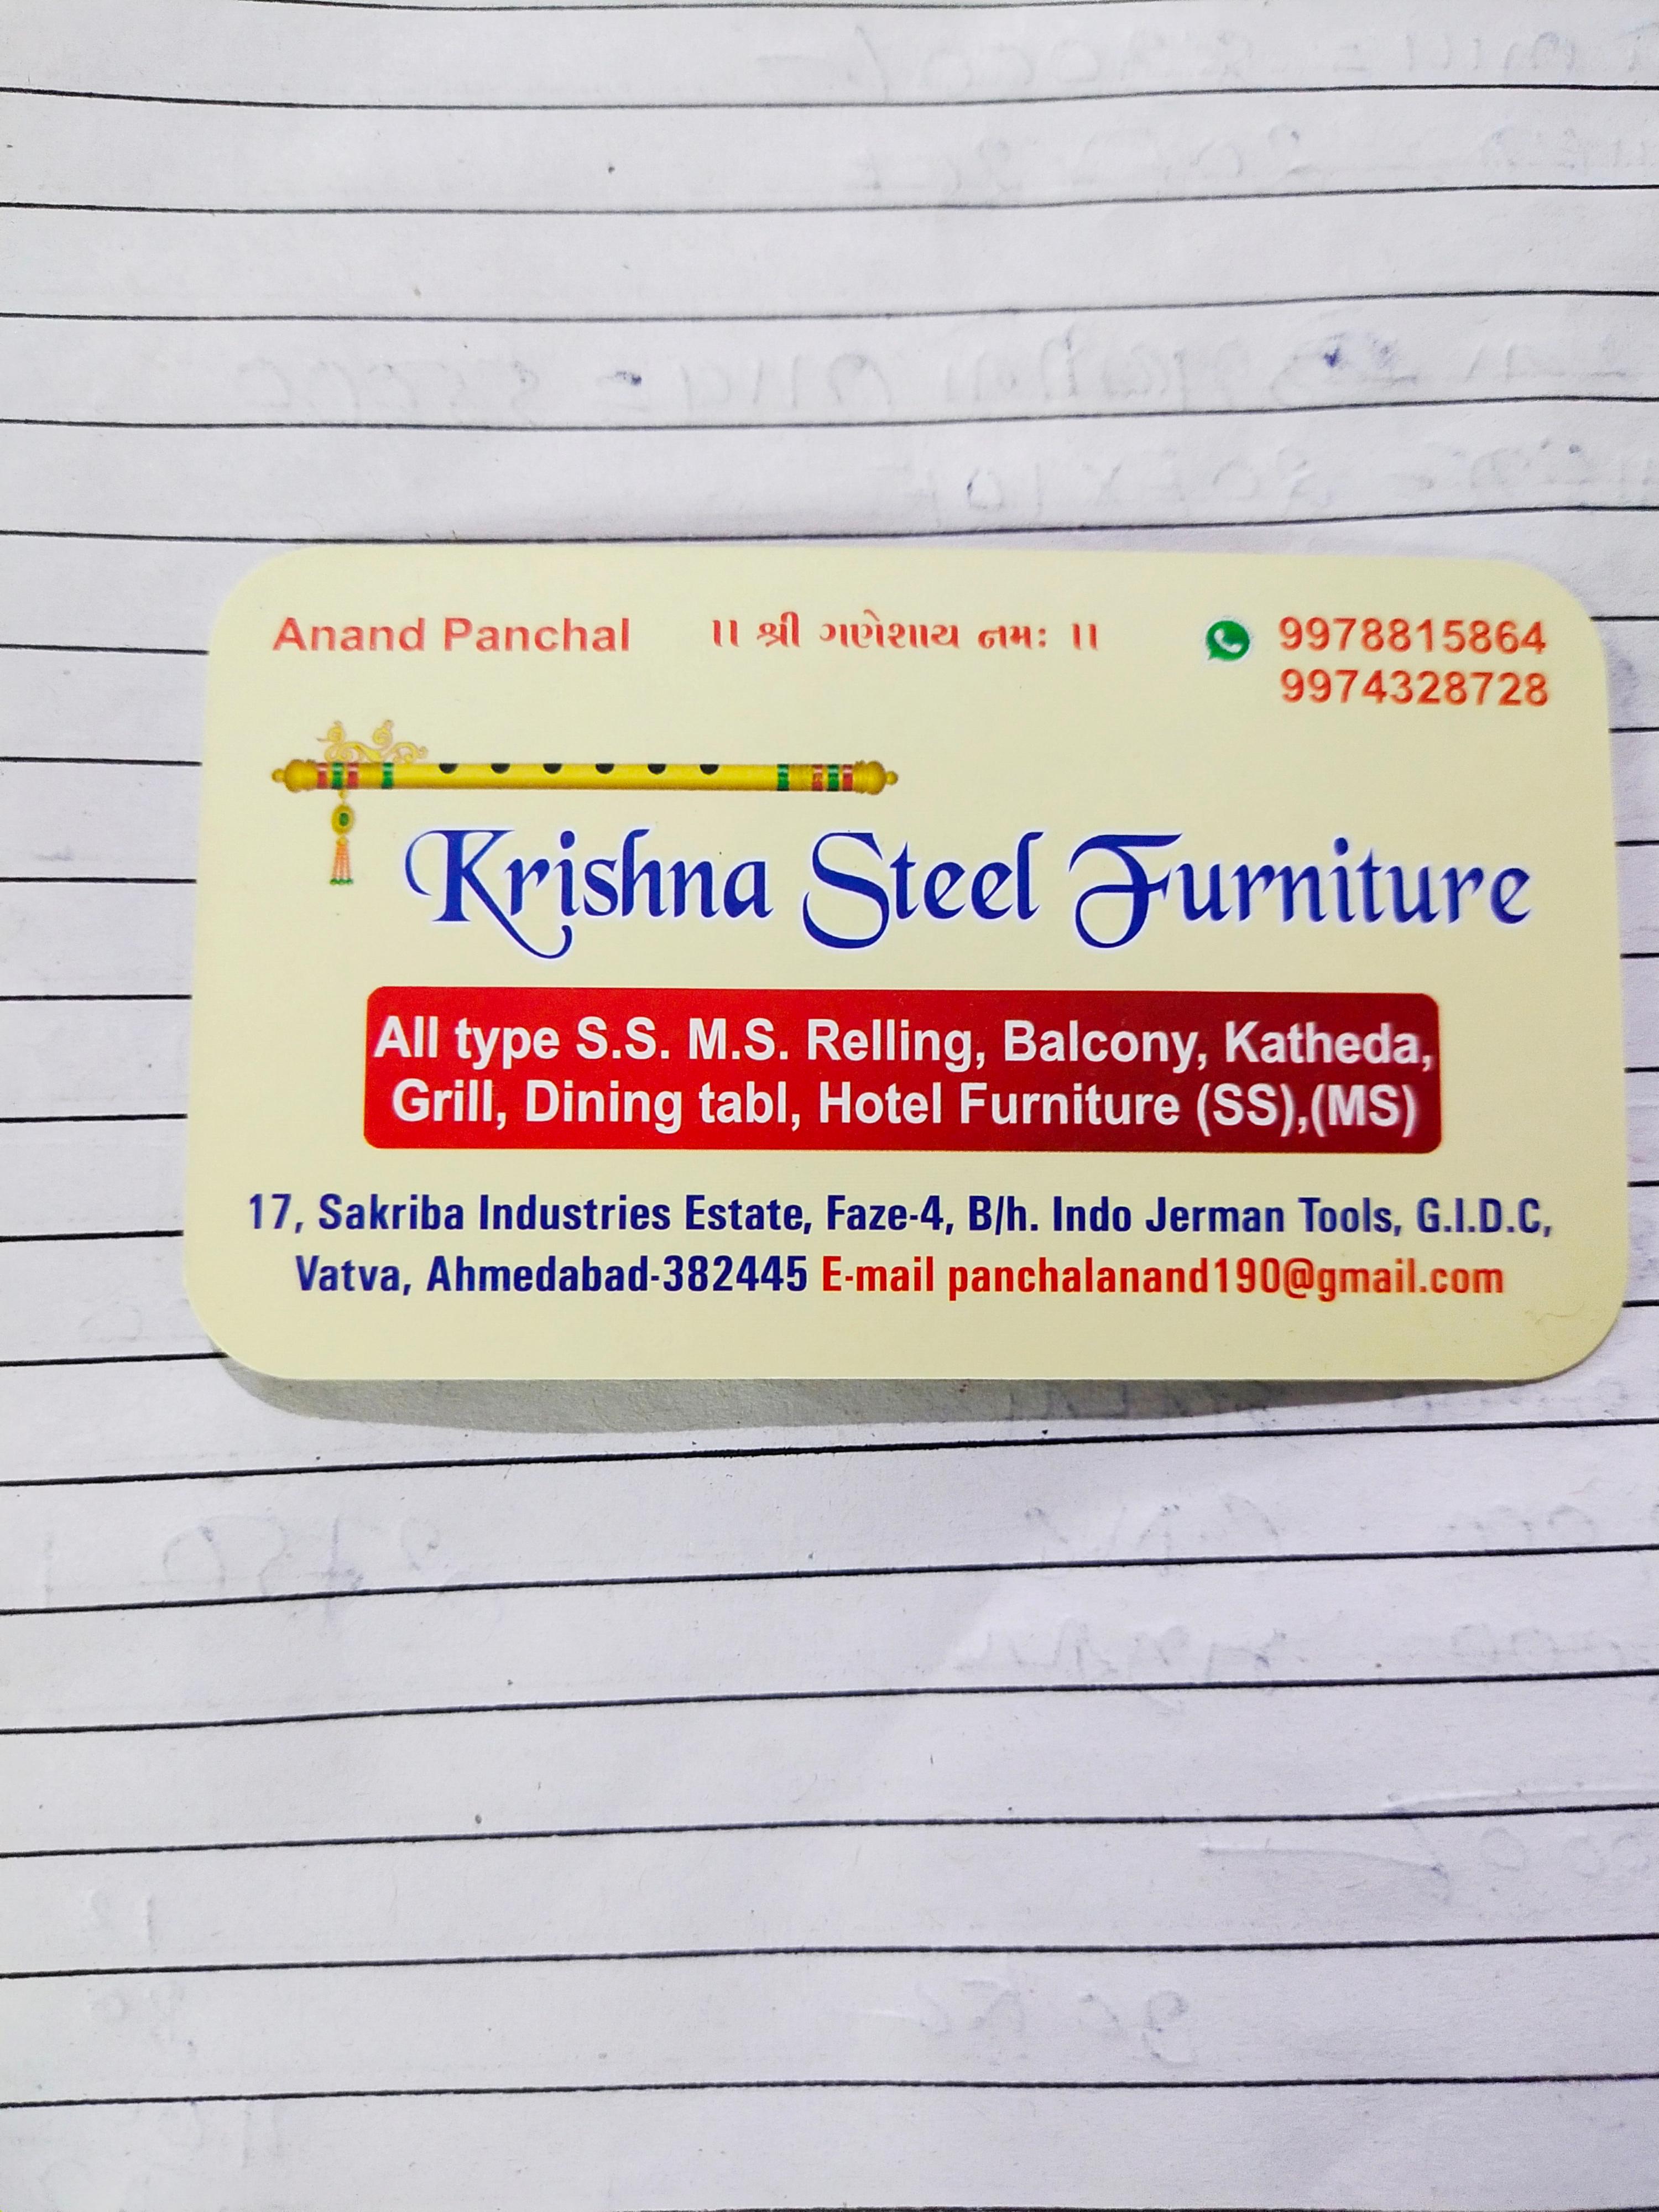 Anand Panchal
।। શ્રી ગણેશાય નમઃ ।।
9978815864
9974328728
Krishna Steel Furniture
All type S.S. M.S. Relling, Balcony, Katheda,
Grill, Dining tabl, Hotel Furniture (SS),(MS)
17, Sakriba Industries Estate, Faze-4, B/h. Indo Jerman Tools, G.I.D.C,
Vatva, Ahmedabad-382445 E-mail panchalanand190@gmail.com